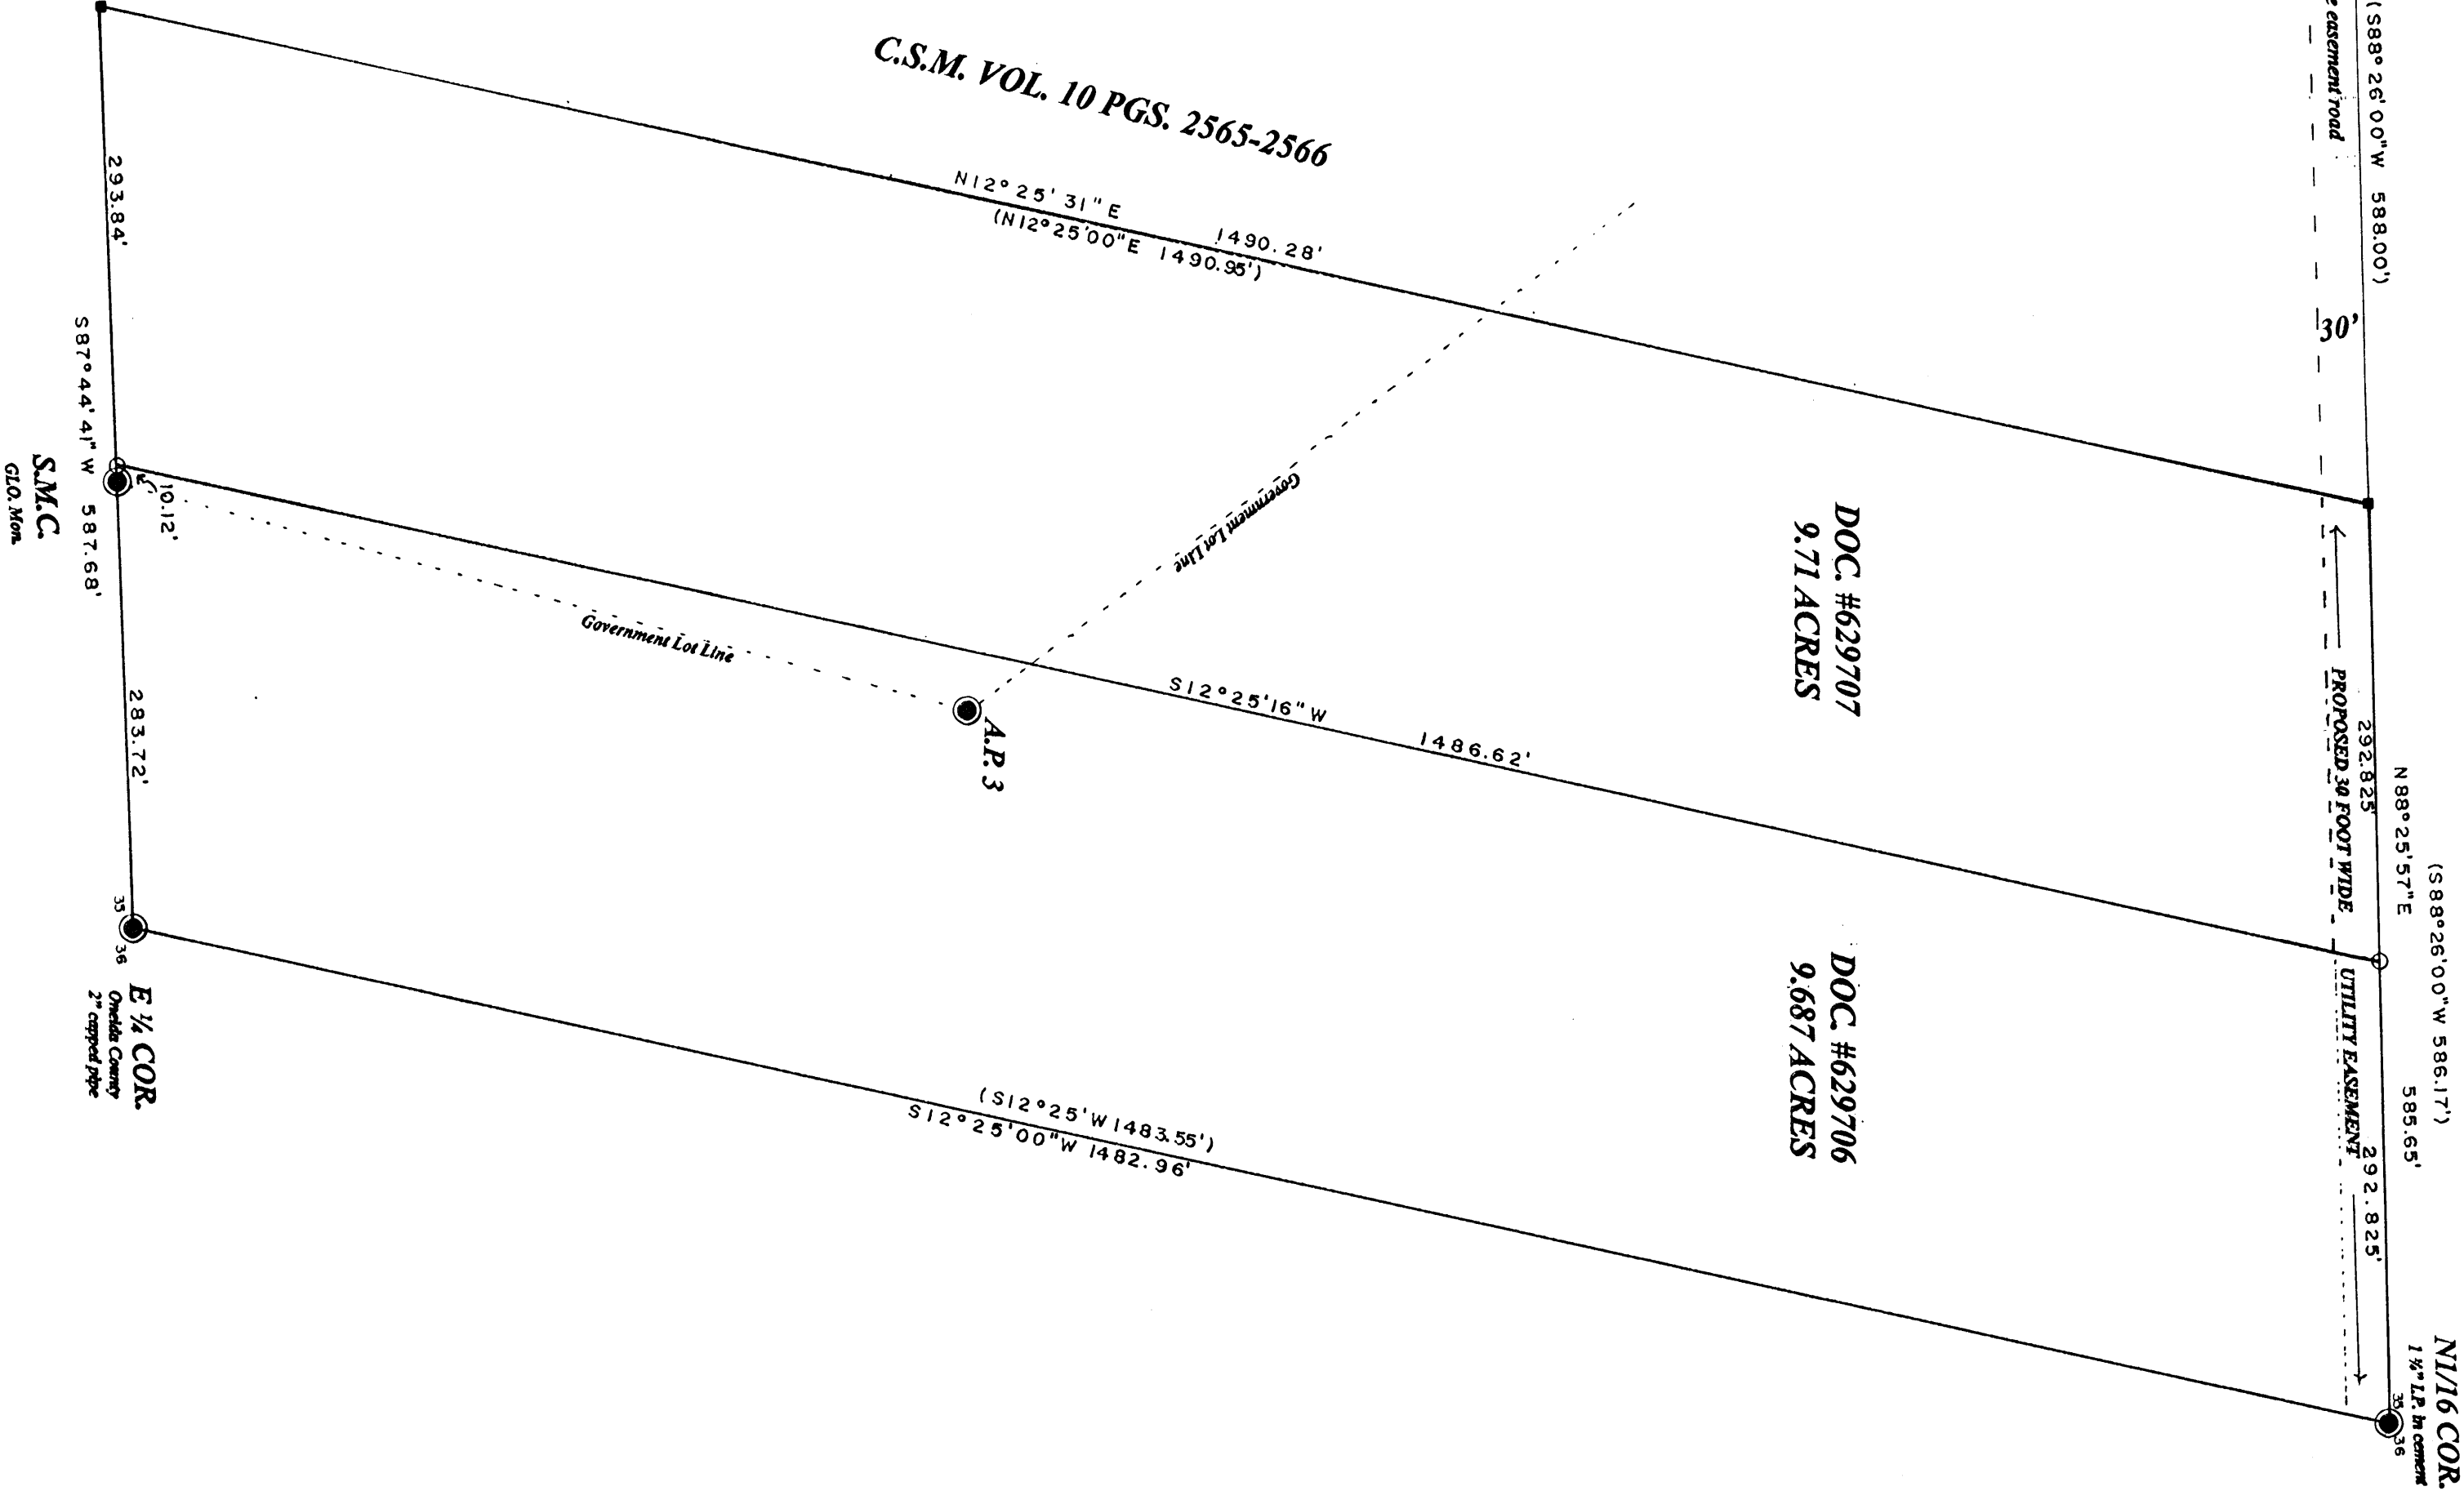 (S88°26'00"W 588.00')
e easement road
30'
C.S.M. VOL. 10 PGS. 2565-2566
N12°25'31"E 1490.28'
(N12°25'00"E 1490.95')
293.84'
S87°44'41"W 587.68'
10.12'
S.M.C.
GLO. Mon.
283.72'
Government Lot Line
Government Lot Line
A.P. 3
S12°25'16"W 1486.62'
DOC. #629707
9.71 ACRES
DOC. #629706
9.687 ACRES
(S88°26'00"W 586.17')
N88°25'57"E 585.65'
292.825'
292.825'
PROPOSED 30 FOOT WIDE UTILITY EASEMENT
(S12°25'W 1483.55')
S12°25'00"W 1482.96'
35
36
E 1/4 COR.
Oneida County
2" capped pipe
N1/16 COR.
I.P. in cement
35
36